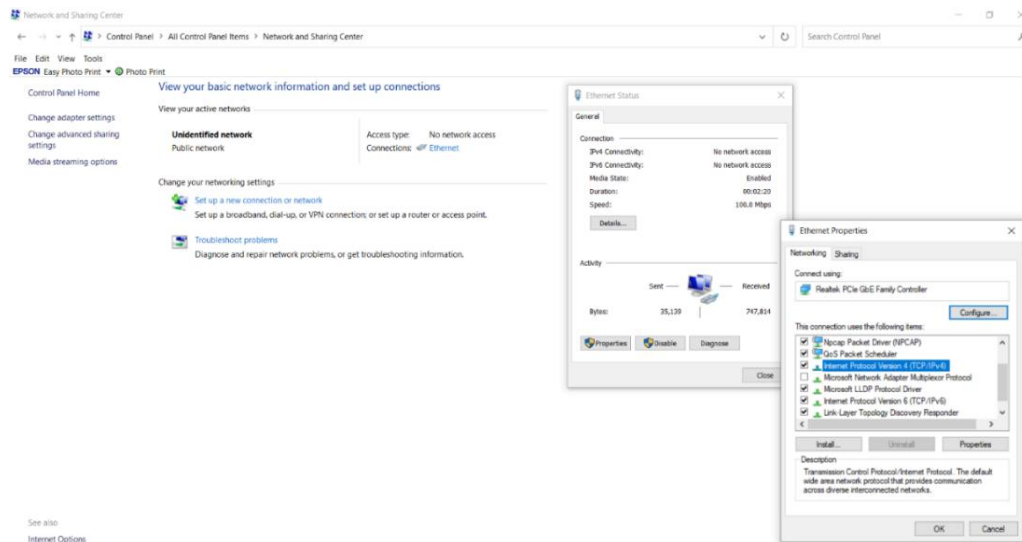 Network and Sharing Center
Control Panel > All Control Panel Items > Network and Sharing Center
Search Control Panel
File Edit View Tools
EPSON Easy Photo Print Photo Print
Control Panel Home
Change adapter settings
Change advanced sharing
settings
Media streaming options
See also
Internet Options
View your basic network information and set up connections
View your active networks
Unidentified network
Public network
Access type: No network access
Connections: Ethernet
Change your networking settings
Set up a new connection or network
Set up a broadband, dial-up, or VPN connection; or set up a router or access point.
Troubleshoot problems
Diagnose and repair network problems, or get troubleshooting information.
Ethernet Status
General
Connection
IPv4 Connectivity: No network access
IPv6 Connectivity: No network access
Media State: Enabled
Duration: 00:02:20
Speed: 100.0 Mbps
Details...
Activity
Sent Received
Bytes: 35,139 747,814
Properties Disable Diagnose
Close
Ethernet Properties
Networking Sharing
Connect using:
Realtek PCIe GbE Family Controller
Configure...
This connection uses the following items:
Npcap Packet Driver (NPCAP)
QoS Packet Scheduler
Internet Protocol Version 4 (TCP/IPv4)
Microsoft Network Adapter Multiplexor Protocol
Microsoft LLDP Protocol Driver
Internet Protocol Version 6 (TCP/IPv6)
Link-Layer Topology Discovery Responder
Install... Uninstall Properties
Description
Transmission Control Protocol/Internet Protocol. The default
wide area network protocol that provides communication
across diverse interconnected networks.
OK Cancel